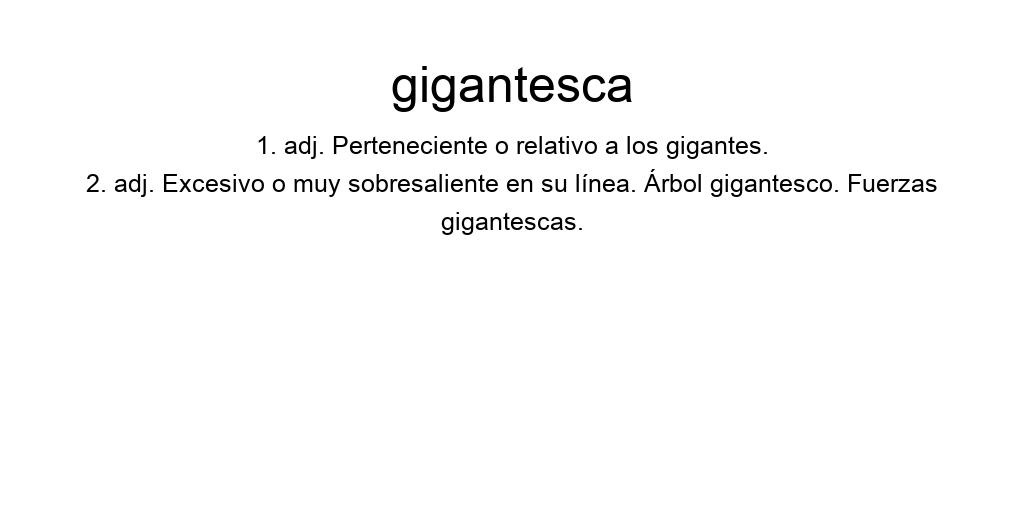 gigantesca
1. adj. Perteneciente o relativo a los gigantes.
2. adj. Excesivo o muy sobresaliente en su línea. Árbol gigantesco. Fuerzas
gigantescas.